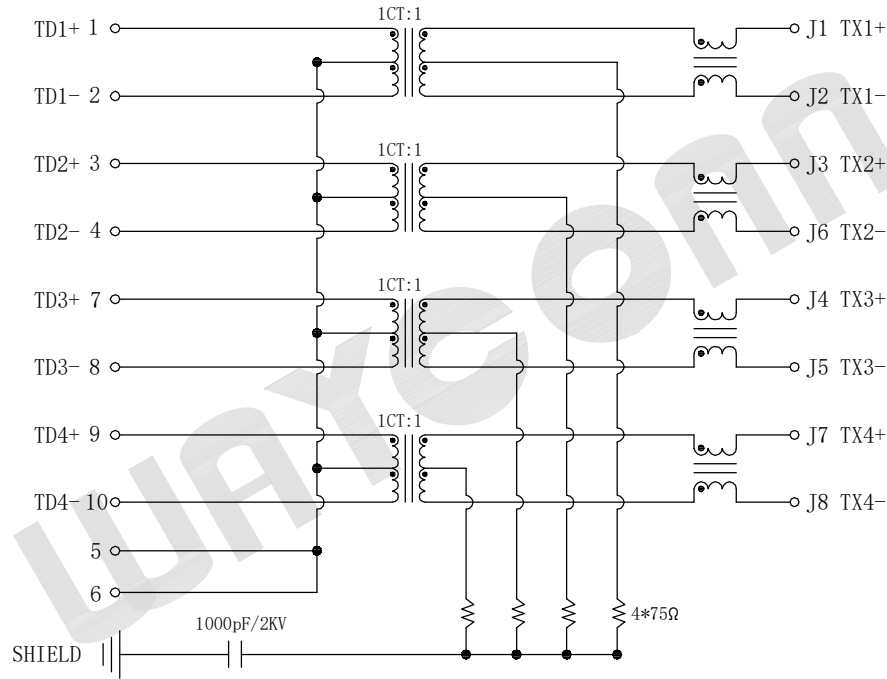 1CT:1
TD1+ 1
J1 TX1+
TD1- 2
J2 TX1-
1CT:1
TD2+ 3
J3 TX2+
TD2- 4
J6 TX2-
1CT:1
TD3+ 7
J4 TX3+
TD3- 8
J5 TX3-
1CT:1
TD4+ 9
J7 TX4+
TD4- 10
J8 TX4-
5
6
1000pF/2KV
4*75Ω
SHIELD
WAYCONN